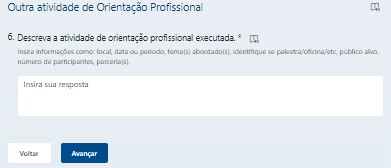 Outra atividade de Orientação Profissional
6. Descreva a atividade de orientação profissional executada. *
Insira informações como: local, data ou período, tema(s) abordado(s), identifique se palestra/oficina/etc, público alvo,
número de participantes, parceria(s).
Insira sua resposta
Voltar
Avançar